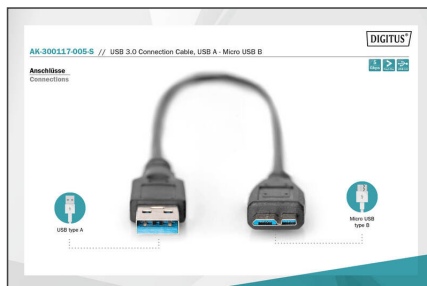 DIGITUS®
AK-300117-005-S // USB 3.0 Connection Cable, USB A - Micro USB B
Anschlüsse
Connections
USB type A
Micro USB
type B